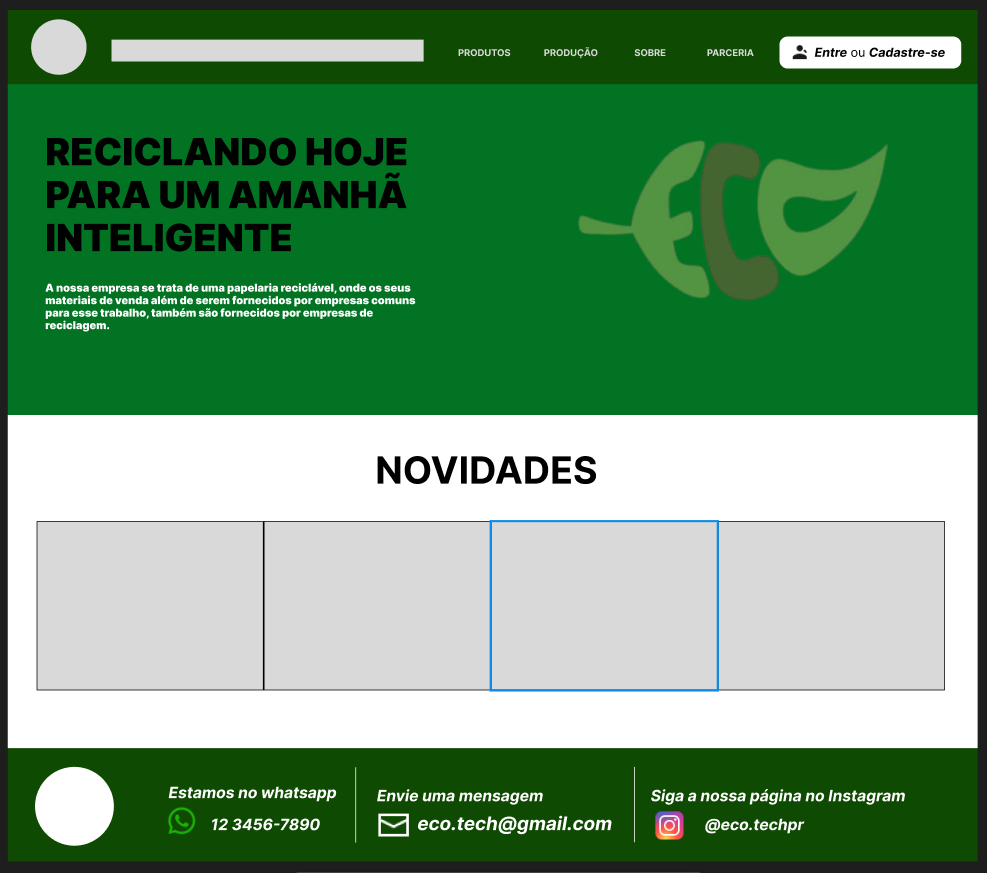 PRODUTOS PRODUÇÃO SOBRE PARCERIA Entre ou Cadastre-se
RECICLANDO HOJE
PARA UM AMANHÃ
INTELIGENTE
ECO
A nossa empresa se trata de uma papelaria reciclável, onde os seus
materiais de venda além de serem fornecidos por empresas comuns
para esse trabalho, também são fornecidos por empresas de
reciclagem.
NOVIDADES
Estamos no whatsapp
12 3456-7890
Envie uma mensagem
eco.tech@gmail.com
Siga a nossa página no Instagram
@eco.techpr